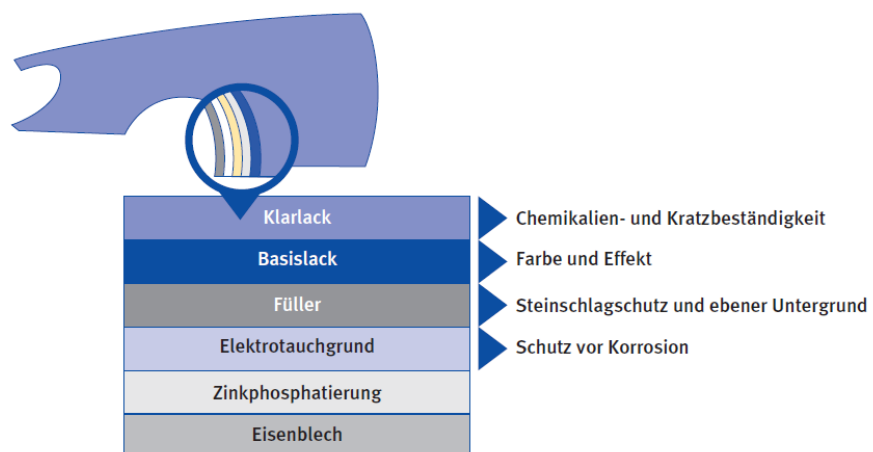 Klarlack
Chemikalien- und Kratzbeständigkeit
Basislack
Farbe und Effekt
Füller
Steinschlagschutz und ebener Untergrund
Elektrotauchgrund
Schutz vor Korrosion
Zinkphosphatierung
Eisenblech